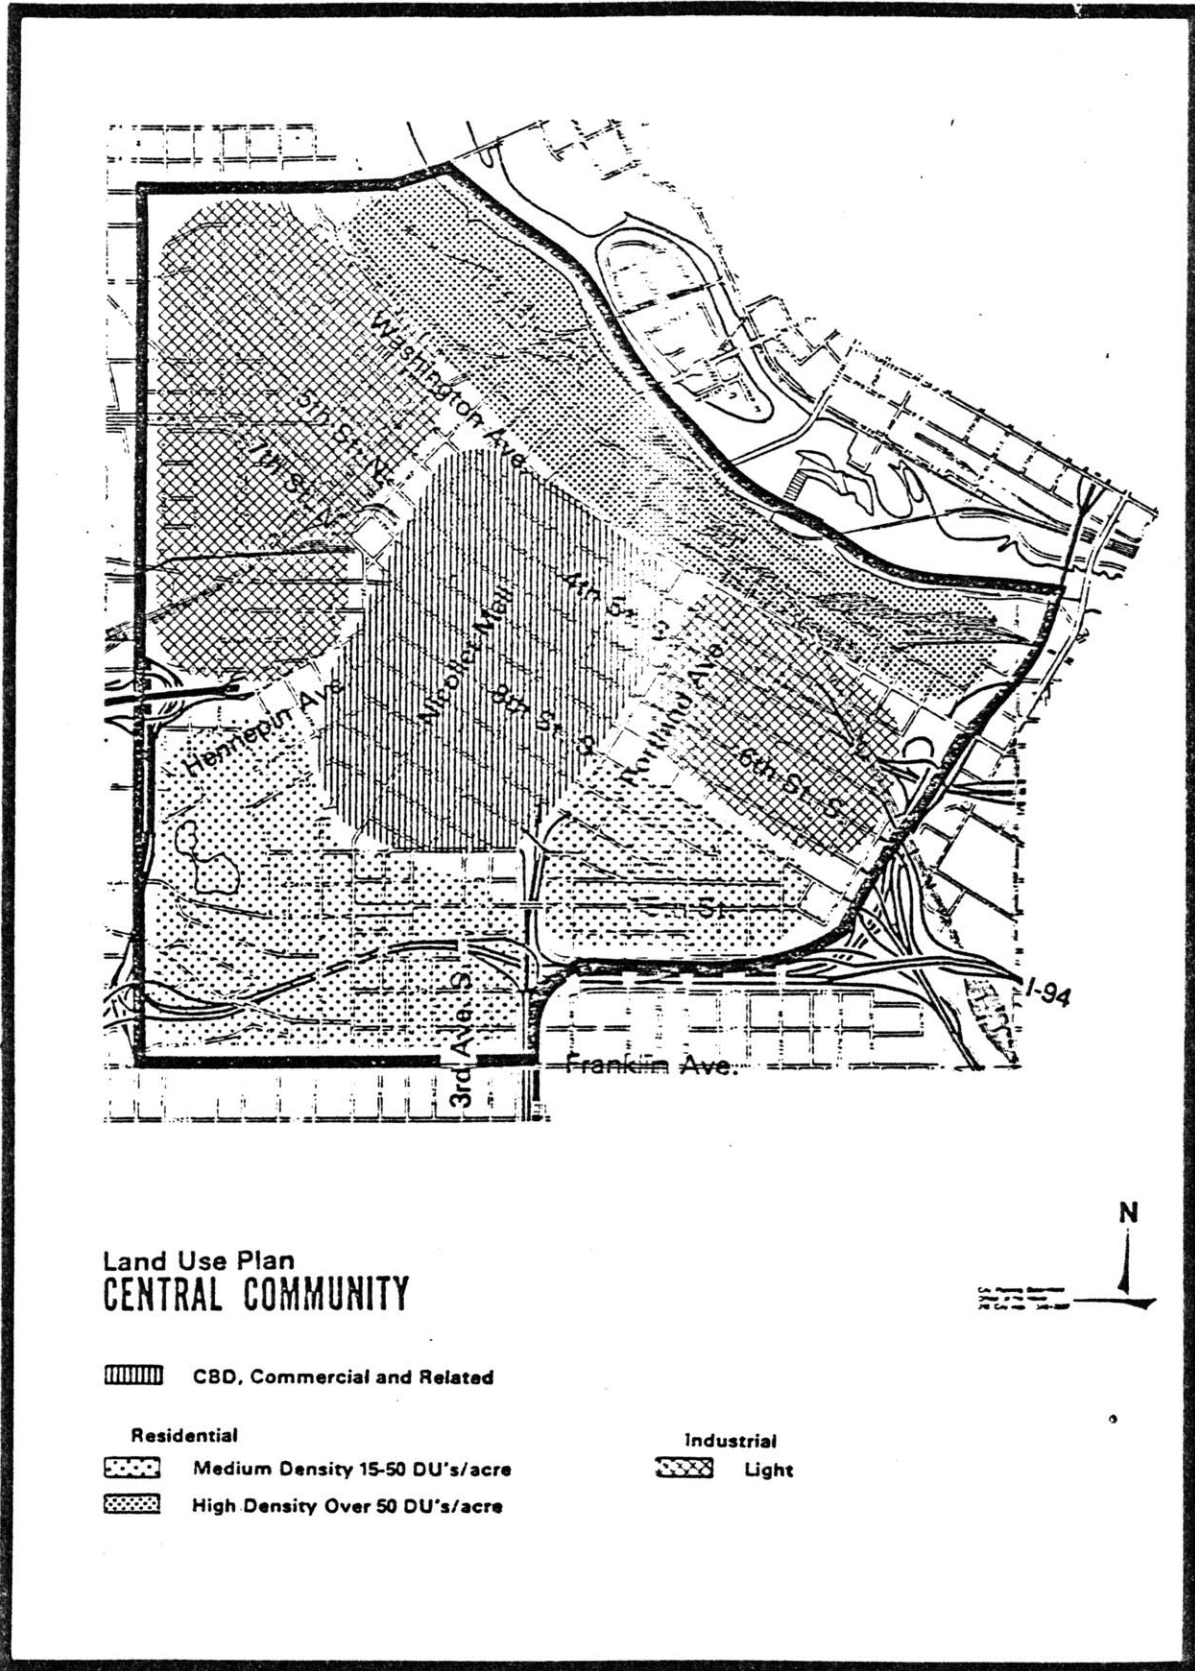 Washington Ave.
5th St. N.
7th St. N.
4th St. S.
Nicollet Mall
8th St. S.
Portland Ave.
Hennepin Ave.
6th St. S.
St.
I-94
3rd Ave. S.
Franklin Ave.
N
Land Use Plan
CENTRAL COMMUNITY
CBD, Commercial and Related
Residential
Medium Density 15-50 DU's/acre
High Density Over 50 DU's/acre
Industrial
Light